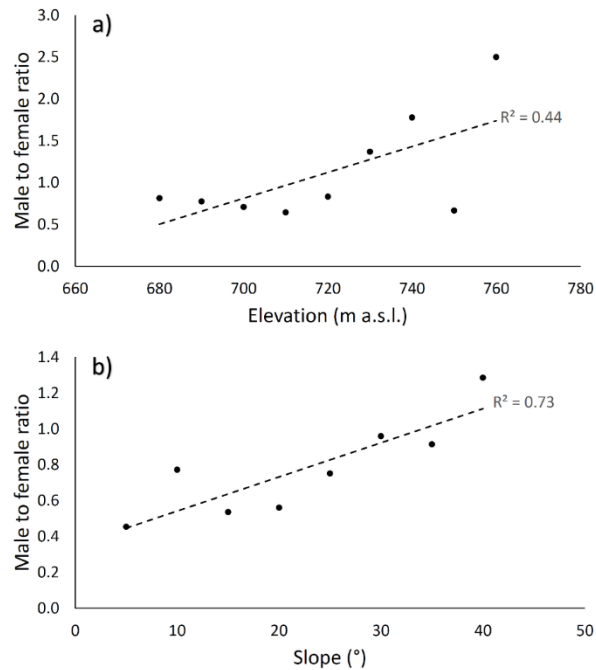 a)
Male to female ratio
3.0
2.5
2.0
1.5
1.0
0.5
0.0
R² = 0.44
660 680 700 720 740 760 780
Elevation (m a.s.l.)
b)
Male to female ratio
1.4
1.2
1.0
0.8
0.6
0.4
0.2
0.0
R² = 0.73
0 10 20 30 40 50
Slope (°)